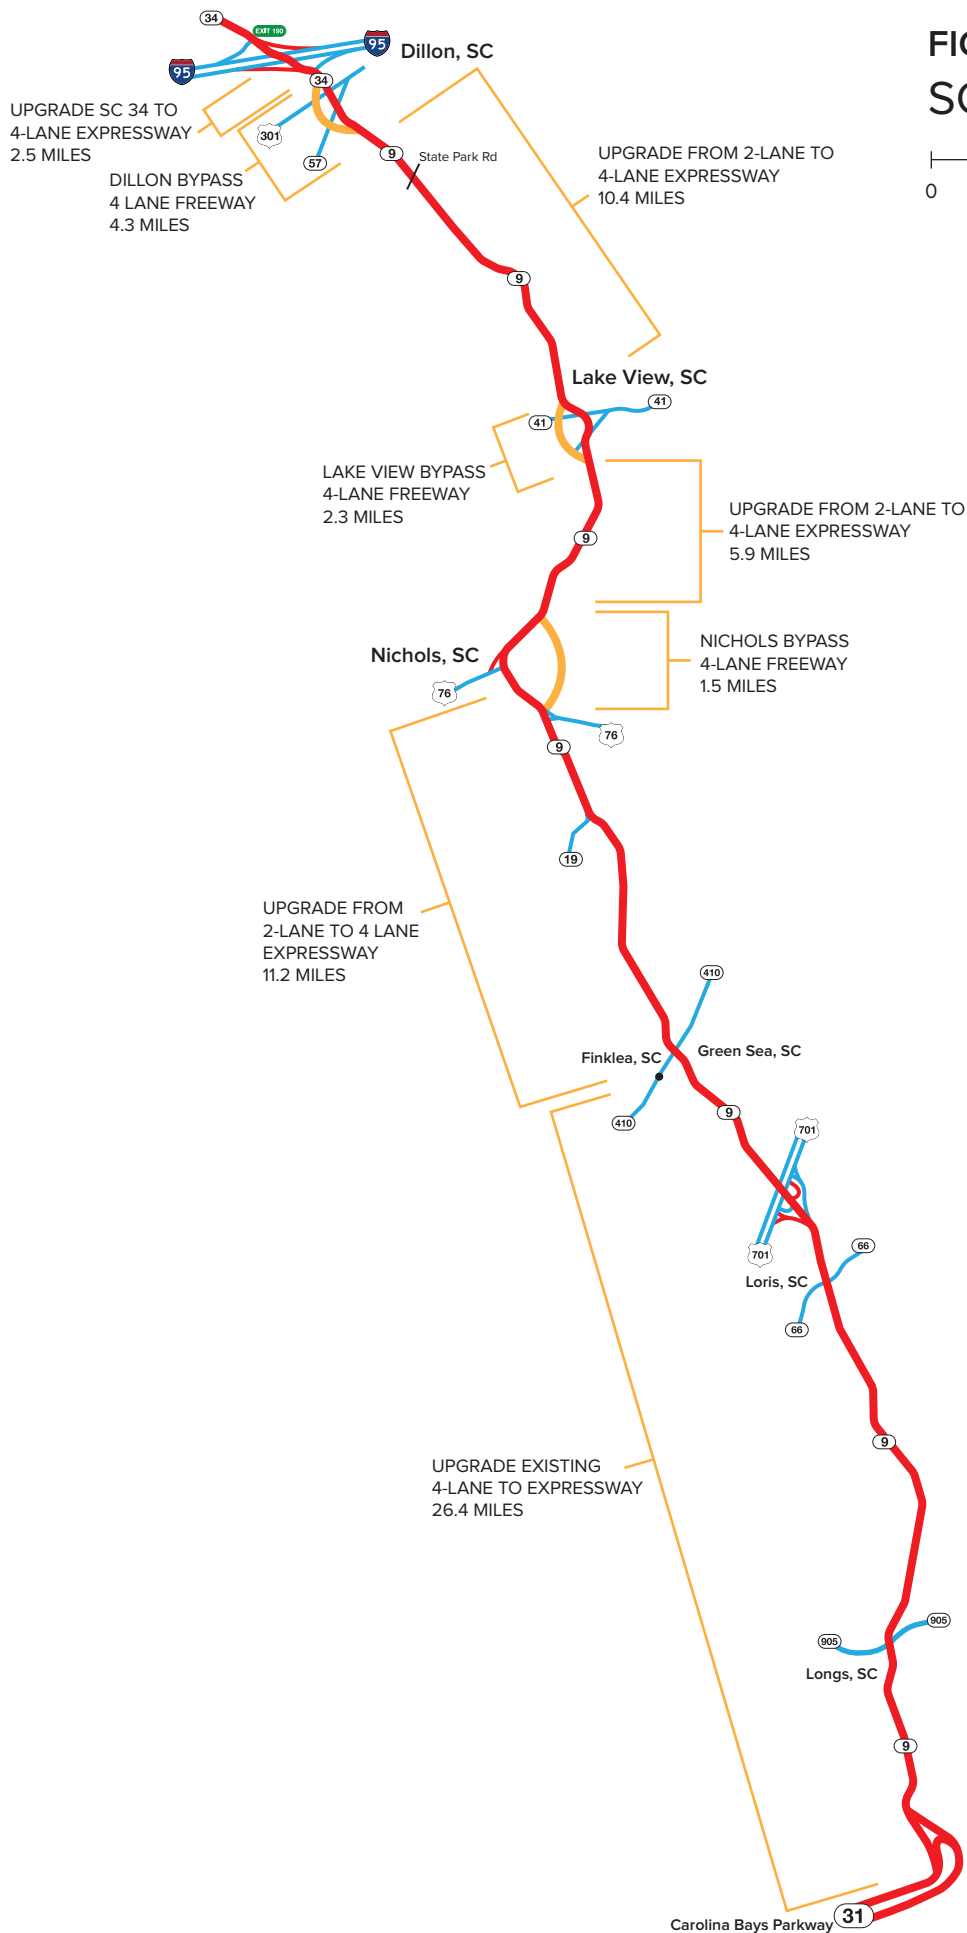 34
EXIT 190
95
95
Dillon, SC
FIG
SC
0
34
UPGRADE SC 34 TO
4-LANE EXPRESSWAY
2.5 MILES
301
57
9
State Park Rd
DILLON BYPASS
4 LANE FREEWAY
4.3 MILES
UPGRADE FROM 2-LANE TO
4-LANE EXPRESSWAY
10.4 MILES
9
Lake View, SC
41
41
LAKE VIEW BYPASS
4-LANE FREEWAY
2.3 MILES
UPGRADE FROM 2-LANE TO
4-LANE EXPRESSWAY
5.9 MILES
9
Nichols, SC
76
NICHOLS BYPASS
4-LANE FREEWAY
1.5 MILES
76
9
19
UPGRADE FROM
2-LANE TO 4 LANE
EXPRESSWAY
11.2 MILES
410
Finklea, SC
Green Sea, SC
410
9
701
701
66
Loris, SC
66
9
UPGRADE EXISTING
4-LANE TO EXPRESSWAY
26.4 MILES
905
905
Longs, SC
9
Carolina Bays Parkway
31